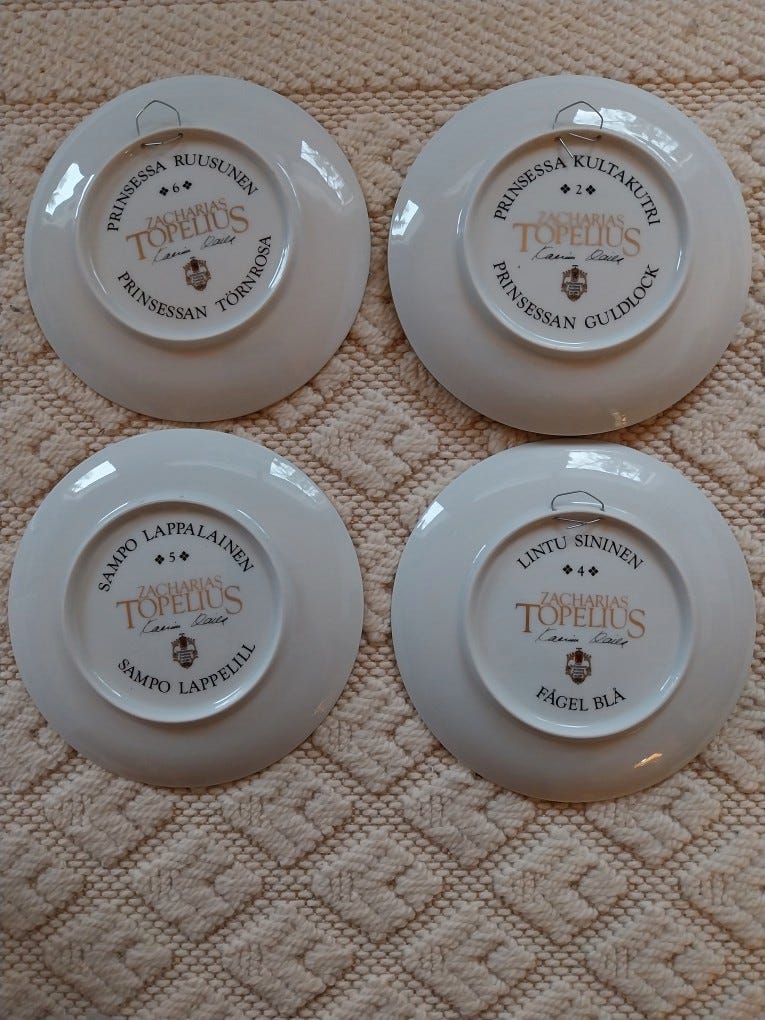 PRINSESSA RUUSUNEN
6
ZACHARIAS
TOPELIUS
PRINSESSAN TÖRNROSA
PRINSESSA KULTAKUTRI
2
ZACHARIAS
TOPELIUS
PRINSESSAN GULDLOCK
SAMPO LAPPALAINEN
5
ZACHARIAS
TOPELIUS
SAMPO LAPPELILL
LINTU SININEN
4
ZACHARIAS
TOPELIUS
FÅGEL BLÅ